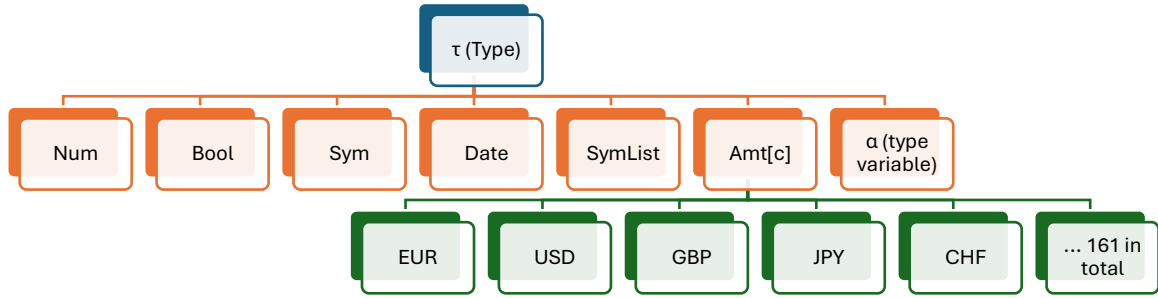 τ (Type)
Num
Bool
Sym
Date
SymList
Amt[c]
α (type
variable)
EUR
USD
GBP
JPY
CHF
... 161 in
total